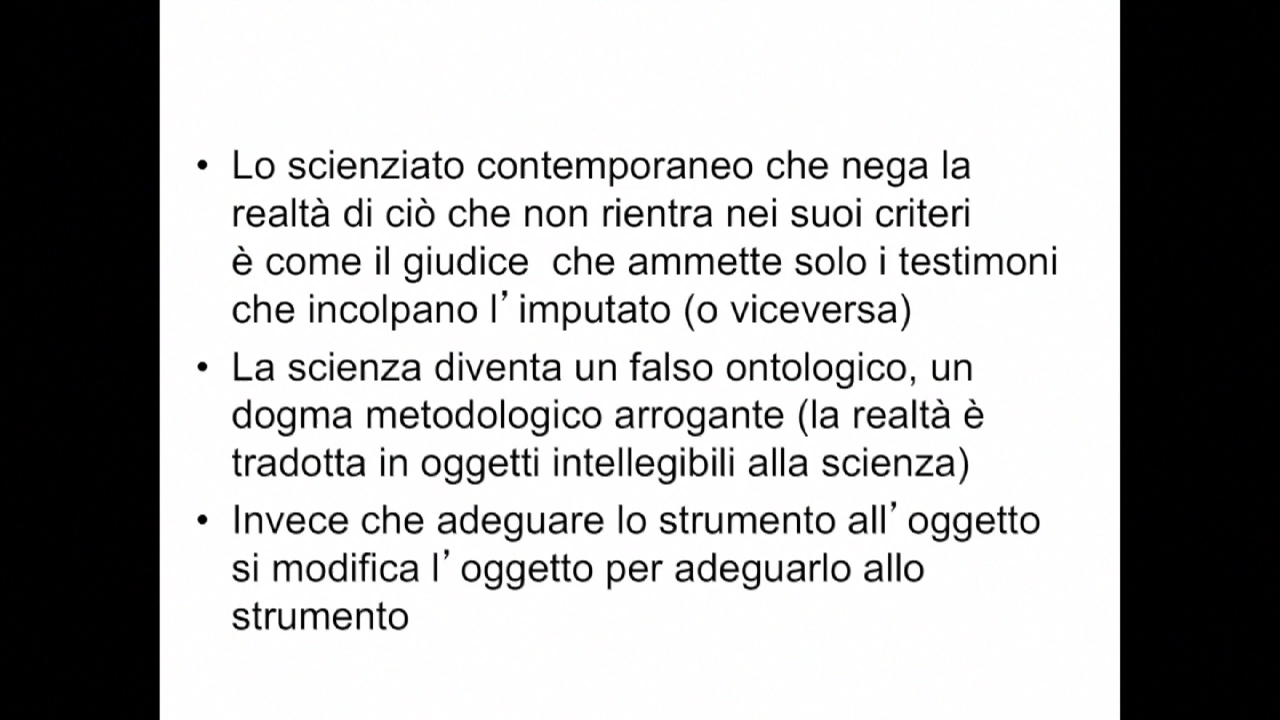 • Lo scienziato contemporaneo che nega la
realtà di ciò che non rientra nei suoi criteri
è come il giudice  che ammette solo i testimoni
che incolpano l’imputato (o viceversa)
• La scienza diventa un falso ontologico, un
dogma metodologico arrogante (la realtà è
tradotta in oggetti intellegibili alla scienza)
• Invece che adeguare lo strumento all’oggetto
si modifica l’oggetto per adeguarlo allo
strumento